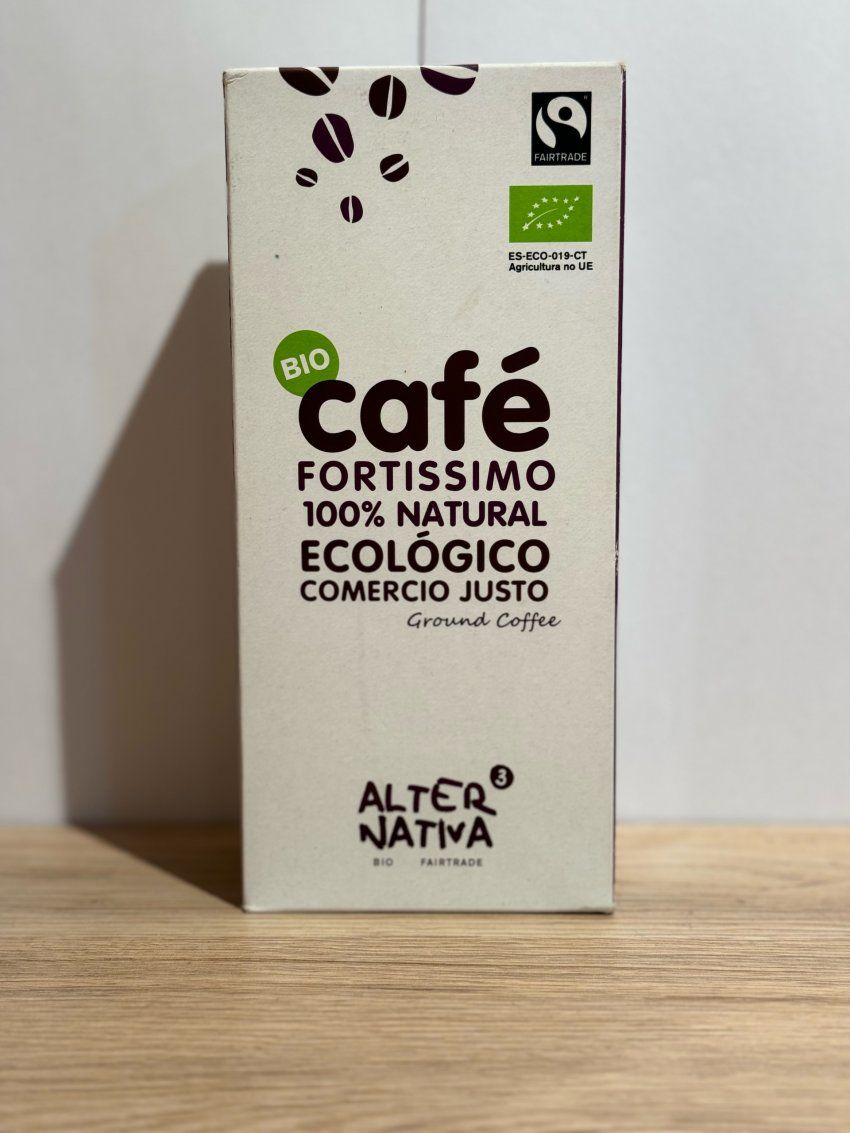 FAIRTRADE
ES-ECO-019-CT
Agricultura no UE
BIO
café
FORTISSIMO
100% NATURAL
ECOLÓGICO
COMERCIO JUSTO
Ground Coffee
ALTER 3
NATIVA
BIO FAIRTRADE